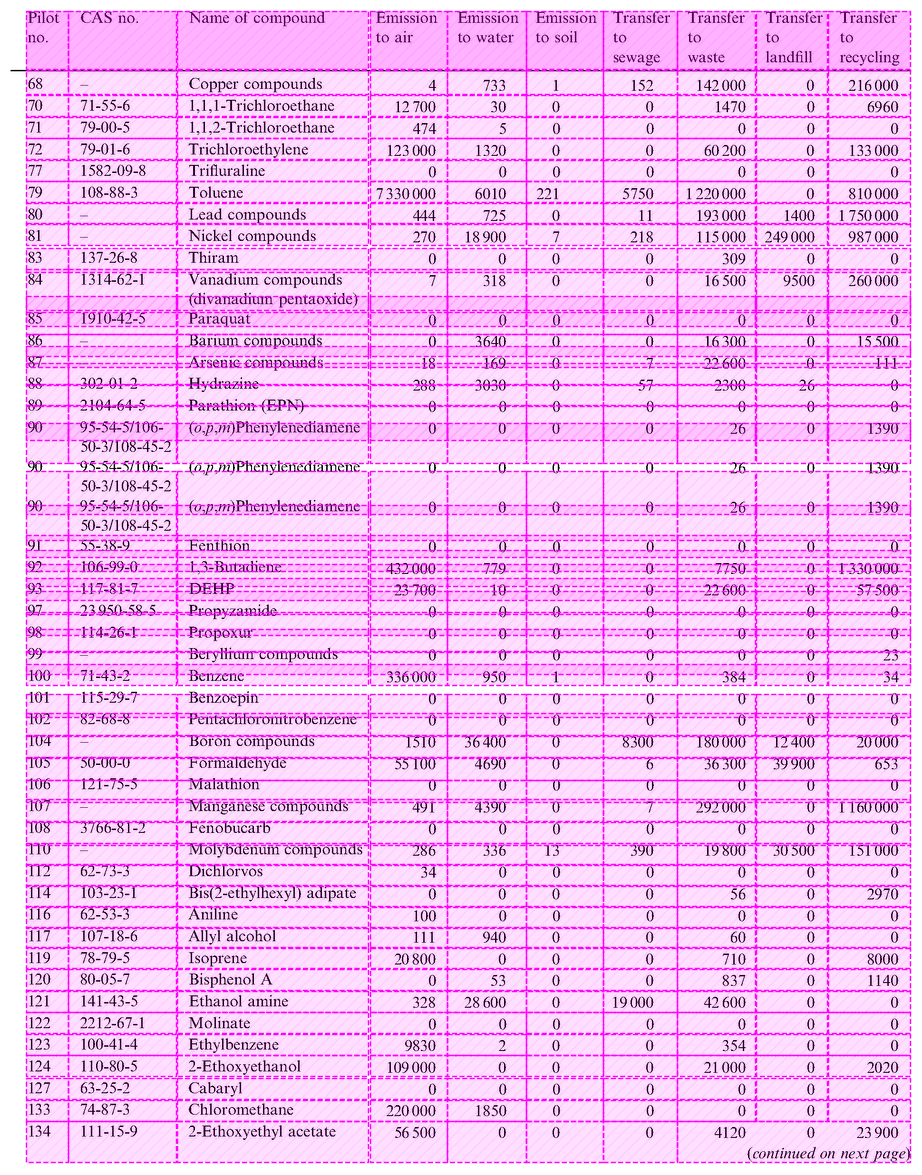 Pilot no. CAS no. Name of compound Emission to air Emission to water Emission to soil Transfer to sewage Transfer to waste Transfer to landfill Transfer to recycling
68 – Copper compounds 4 733 1 152 142 000 0 216 000
70 71-55-6 1,1,1-Trichloroethane 12 700 30 0 0 1470 0 6960
71 79-00-5 1,1,2-Trichloroethane 474 5 0 0 0 0 0
72 79-01-6 Trichloroethylene 123 000 1320 0 0 60 200 0 133 000
77 1582-09-8 Trifluraline 0 0 0 0 0 0 0
79 108-88-3 Toluene 7 330 000 6010 221 5750 1 220 000 0 810 000
80 – Lead compounds 444 725 0 11 193 000 1400 1 750 000
81 – Nickel compounds 270 18 900 7 218 115 000 249 000 987 000
83 137-26-8 Thiram 0 0 0 0 309 0 0
84 1314-62-1 Vanadium compounds 7 318 0 0 16 500 9500 260 000
(divanadium pentaoxide)
85 1910-42-5 Paraquat 0 0 0 0 0 0 0
86 – Barium compounds 0 3640 0 0 16 300 0 15 500
87 – Arsenic compounds 18 169 0 7 22 600 0 111
88 302-01-2 Hydrazine 288 3030 0 57 2300 26 0
89 2104-64-5 Parathion (EPN) 0 0 0 0 0 0 0
90 95-54-5/106- (o,p,m)Phenylenediamene 0 0 0 0 26 0 1390
50-3/108-45-2
90 95-54-5/106- (o,p,m)Phenylenediamene 0 0 0 0 26 0 1390
50-3/108-45-2
90 95-54-5/106- (o,p,m)Phenylenediamene 0 0 0 0 26 0 1390
50-3/108-45-2
91 55-38-9 Fenthion 0 0 0 0 0 0 0
92 106-99-0 1,3-Butadiene 432 000 779 0 0 7750 0 1 330 000
93 117-81-7 DEHP 23 700 10 0 0 22 600 0 57 500
97 23 950-58-5 Propyzamide 0 0 0 0 0 0 0
98 114-26-1 Propoxur 0 0 0 0 0 0 0
99 – Beryllium compounds 0 0 0 0 0 0 23
100 71-43-2 Benzene 336 000 950 1 0 384 0 34
101 115-29-7 Benzoepin 0 0 0 0 0 0 0
102 82-68-8 Pentachloronitrobenzene 0 0 0 0 0 0 0
104 – Boron compounds 1510 36 400 0 8300 180 000 12 400 20 000
105 50-00-0 Formaldehyde 55 100 4690 0 6 36 300 39 900 653
106 121-75-5 Malathion 0 0 0 0 0 0 0
107 – Manganese compounds 491 4390 0 7 292 000 0 1 160 000
108 3766-81-2 Fenobucarb 0 0 0 0 0 0 0
110 – Molybdenum compounds 286 336 13 390 19 800 30 500 151 000
112 62-73-3 Dichlorvos 34 0 0 0 0 0 0
114 103-23-1 Bis(2-ethylhexyl) adipate 0 0 0 0 56 0 2970
116 62-53-3 Aniline 100 0 0 0 0 0 0
117 107-18-6 Allyl alcohol 111 940 0 0 60 0 0
119 78-79-5 Isoprene 20 800 0 0 0 710 0 8000
120 80-05-7 Bisphenol A 0 53 0 0 837 0 1140
121 141-43-5 Ethanol amine 328 28 600 0 19 000 42 600 0 0
122 2212-67-1 Molinate 0 0 0 0 0 0 0
123 100-41-4 Ethylbenzene 9830 2 0 0 354 0 0
124 110-80-5 2-Ethoxyethanol 109 000 0 0 0 21 000 0 2020
127 63-25-2 Cabaryl 0 0 0 0 0 0 0
133 74-87-3 Chloromethane 220 000 1850 0 0 0 0 0
134 111-15-9 2-Ethoxyethyl acetate 56 500 0 0 0 4120 0 23 900
(continued on next page)